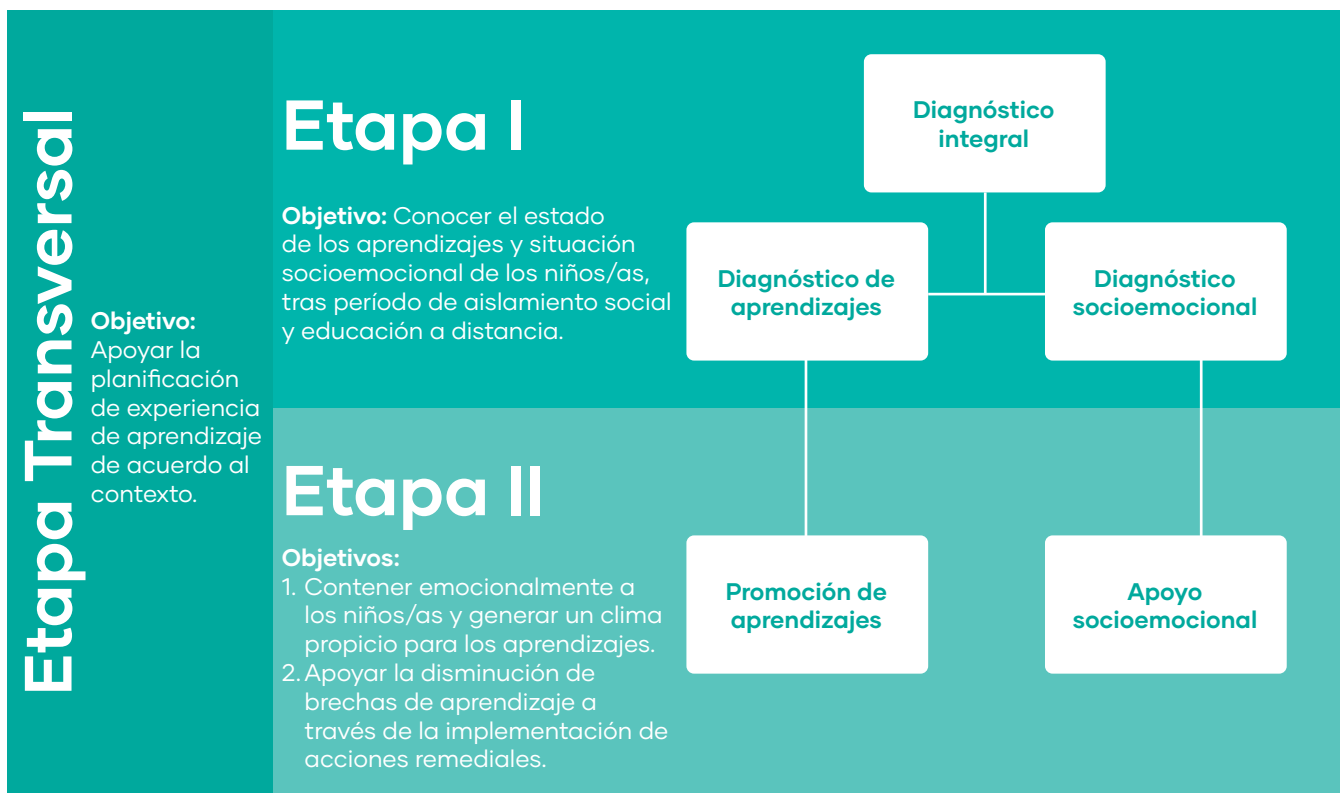 Etapa Transversal
Objetivo:
Apoyar la
planificación
de experiencia
de aprendizaje
de acuerdo al
contexto.
Etapa I
Objetivo: Conocer el estado
de los aprendizajes y situación
socioemocional de los niños/as,
tras período de aislamiento social
y educación a distancia.
Diagnóstico
integral
Diagnóstico de
aprendizajes
Diagnóstico
socioemocional
Etapa II
Objetivos:
1. Contener emocionalmente a
los niños/as y generar un clima
propicio para los aprendizajes.
2. Apoyar la disminución de
brechas de aprendizaje a
través de la implementación de
acciones remediales.
Promoción de
aprendizajes
Apoyo
socioemocional